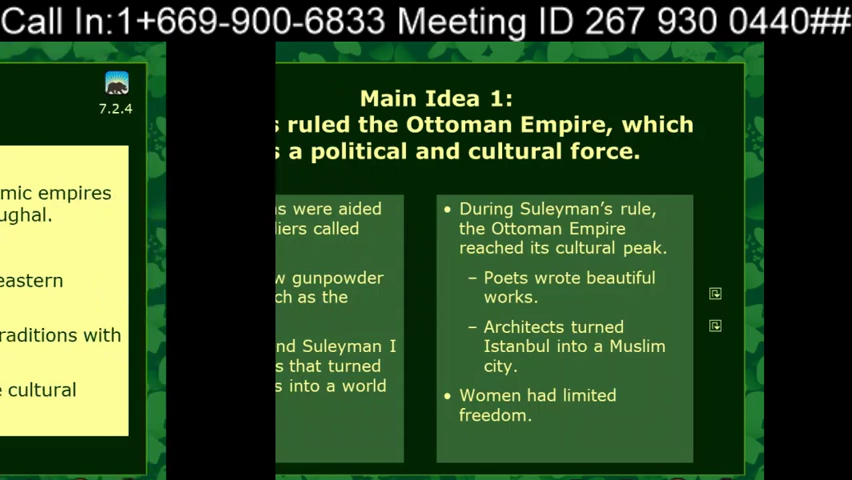 Call In:1+669-900-6833 Meeting ID 267 930 0440##
7.2.4
mic empires
ughal.
eastern
raditions with
cultural
Main Idea 1:
s ruled the Ottoman Empire, which
s a political and cultural force.
were aided
called
gunpowder
as the
nd Suleyman I
s that turned
s into a world
• During Suleyman's rule,
the Ottoman Empire
reached its cultural peak.
– Poets wrote beautiful
works.
– Architects turned
Istanbul into a Muslim
city.
• Women had limited
freedom.